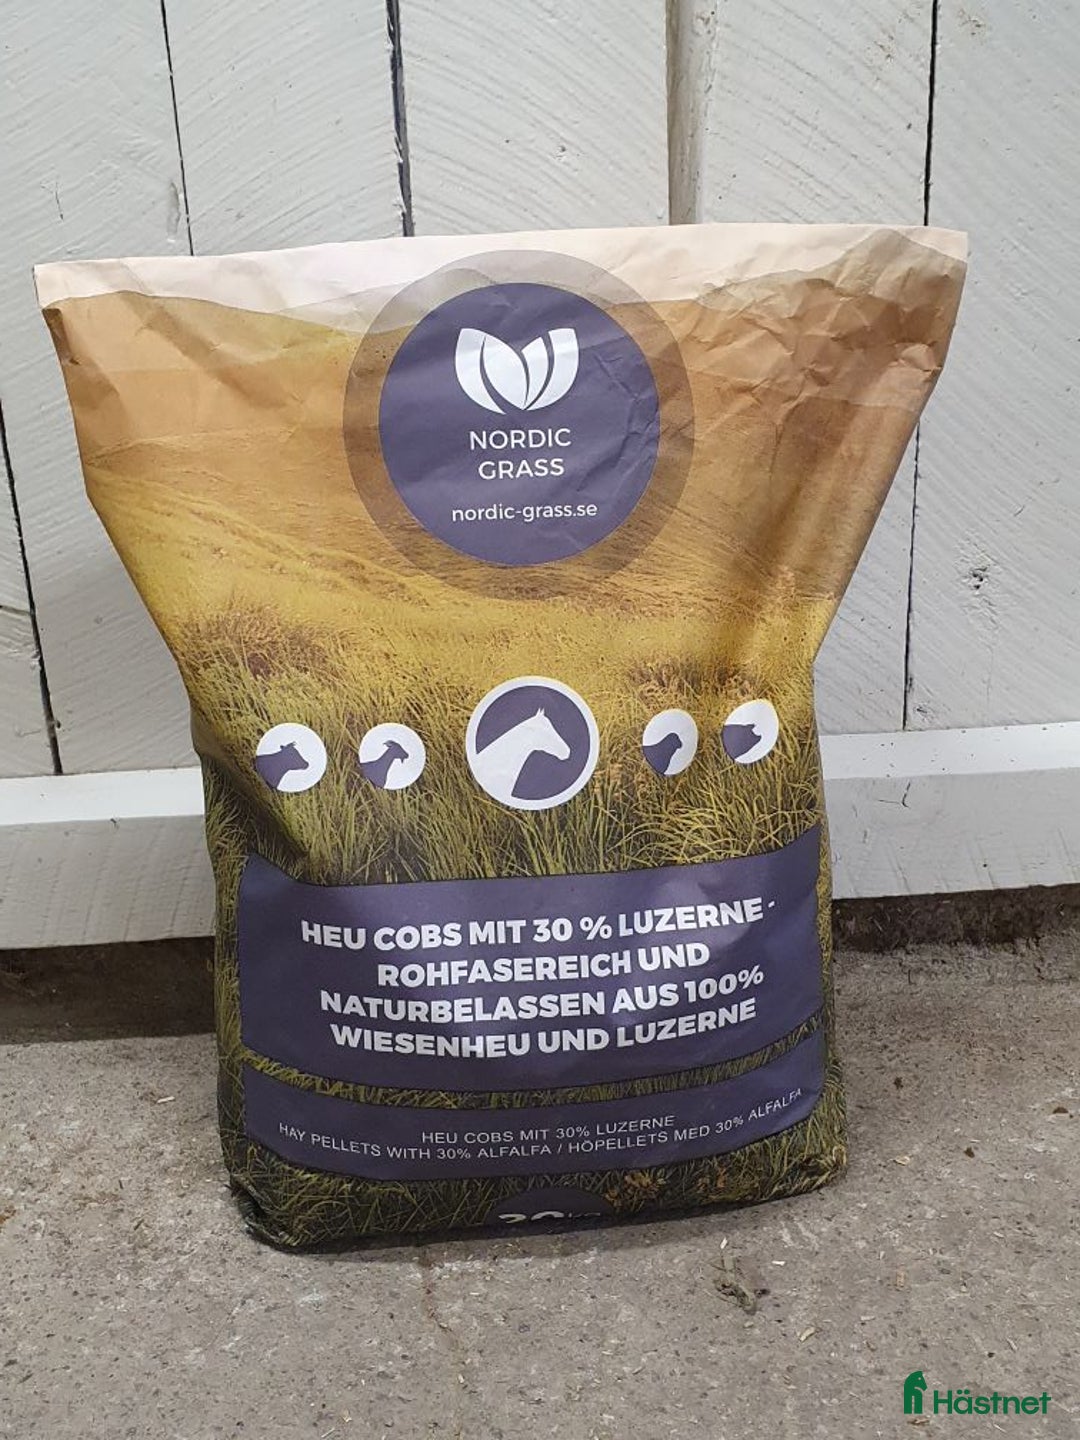 NORDIC
GRASS
nordic-grass.se
HEU COBS MIT 30 % LUZERNE -
ROHFASEREICH UND
NATURBELASSEN AUS 100%
WIESENHEU UND LUZERNE
HEU COBS MIT 30% LUZERNE
HAY PELLETS WITH 30% ALFALFA / HÖPELLETS MED 30% ALFALFA
Hästnet